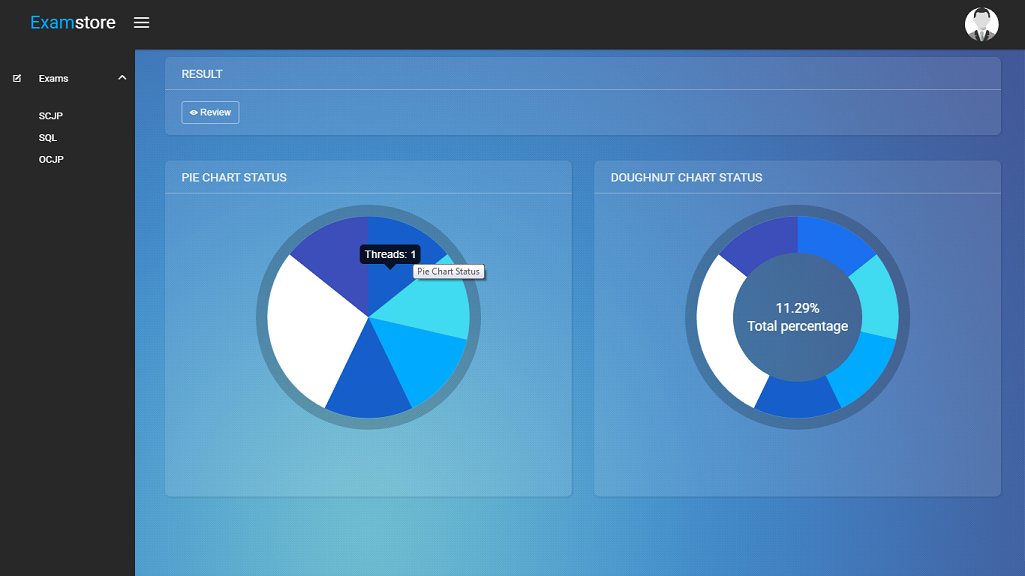 Examstore
Exams
SCJP
SQL
OCJP
RESULT
Review
PIE CHART STATUS
Threads: 1
Pie Chart Status
DOUGHNUT CHART STATUS
11.29%
Total percentage